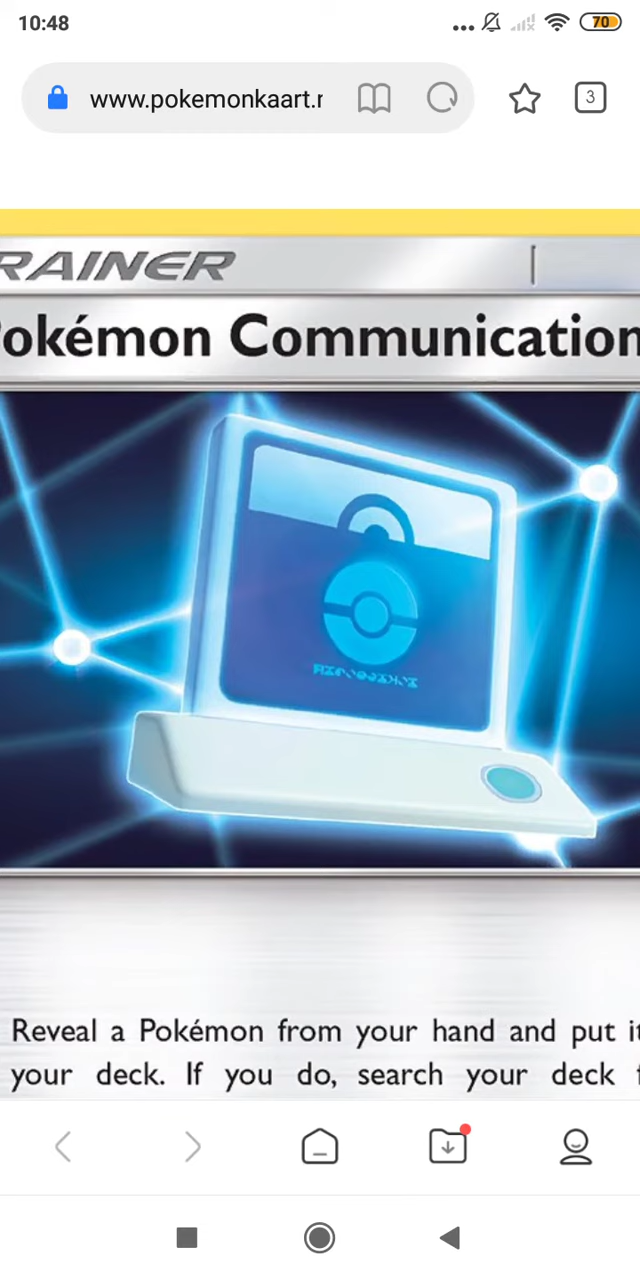 10:48
70
www.pokemonkaart.r
3
RAINER
Pokémon Communication
Reveal a Pokémon from your hand and put it
your deck. If you do, search your deck f